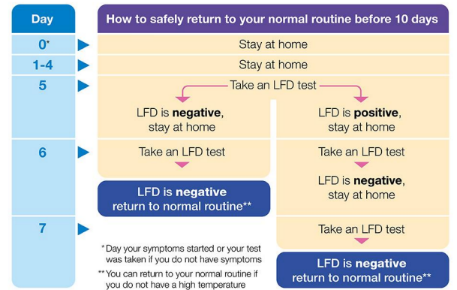 Day
How to safely return to your normal routine before 10 days
0*
Stay at home
1-4
Stay at home
5
Take an LFD test
LFD is negative,
stay at home
LFD is positive,
stay at home
6
Take an LFD test
Take an LFD test
LFD is negative
return to normal routine**
LFD is negative,
stay at home
7
Take an LFD test
LFD is negative
return to normal routine**
*Day your symptoms started or your test
was taken if you do not have symptoms
**You can return to your normal routine if
you do not have a high temperature